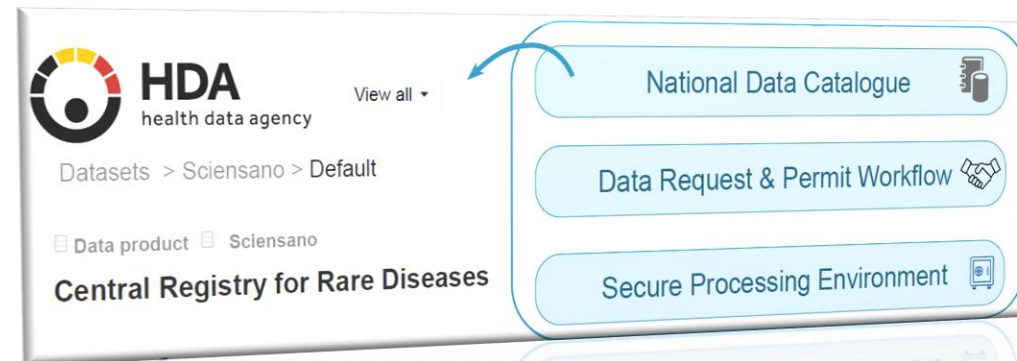 HDA
health data agency
View all
Datasets > Sciensano > Default
Data product Sciensano
Central Registry for Rare Diseases
National Data Catalogue
Data Request & Permit Workflow
Secure Processing Environment